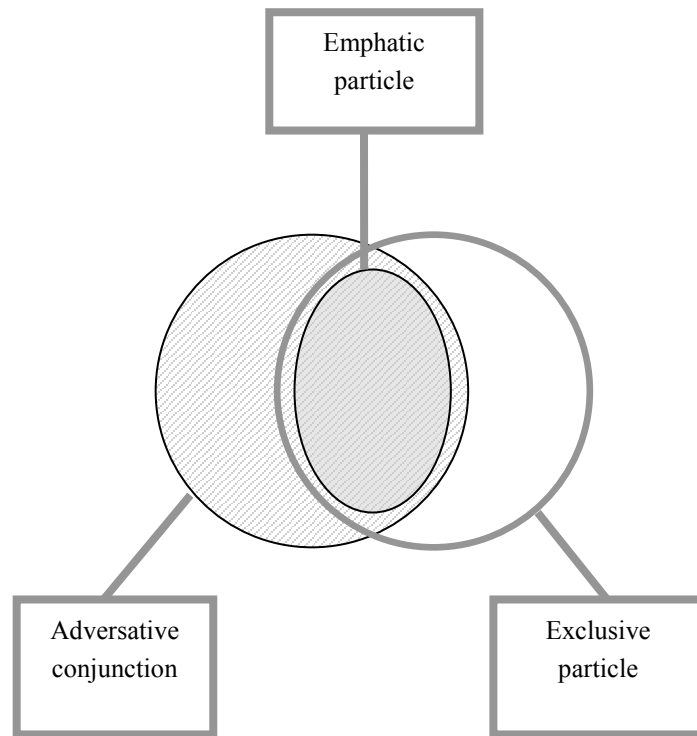 Emphatic
particle
Adversative
conjunction
Exclusive
particle